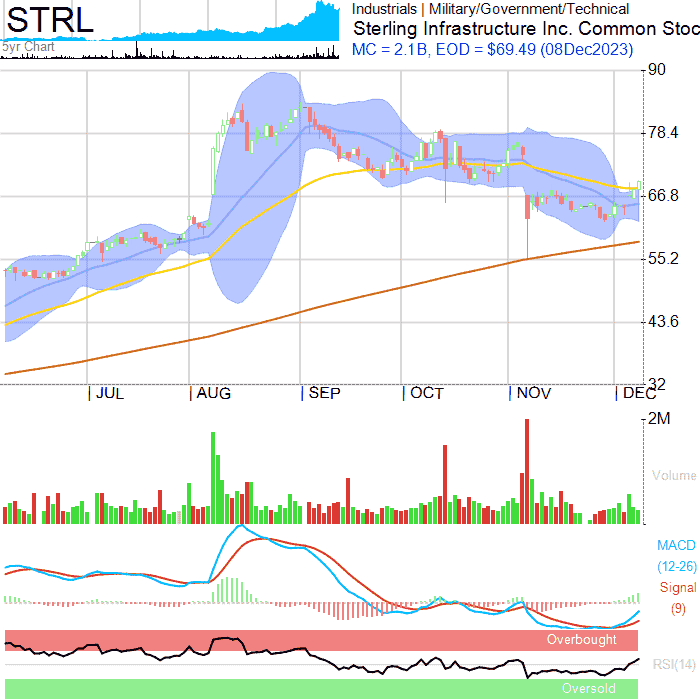 STRL
5yr Chart
Industrials | Military/Government/Technical
Sterling Infrastructure Inc. Common Stoc
MC = 2.1B, EOD = $69.49 (08Dec2023)
90
78.4
66.8
55.2
43.6
32
JUL AUG SEP OCT NOV DEC
2M
Volume
MACD
(12-26)
Signal
(9)
Overbought
RSI(14)
Oversold